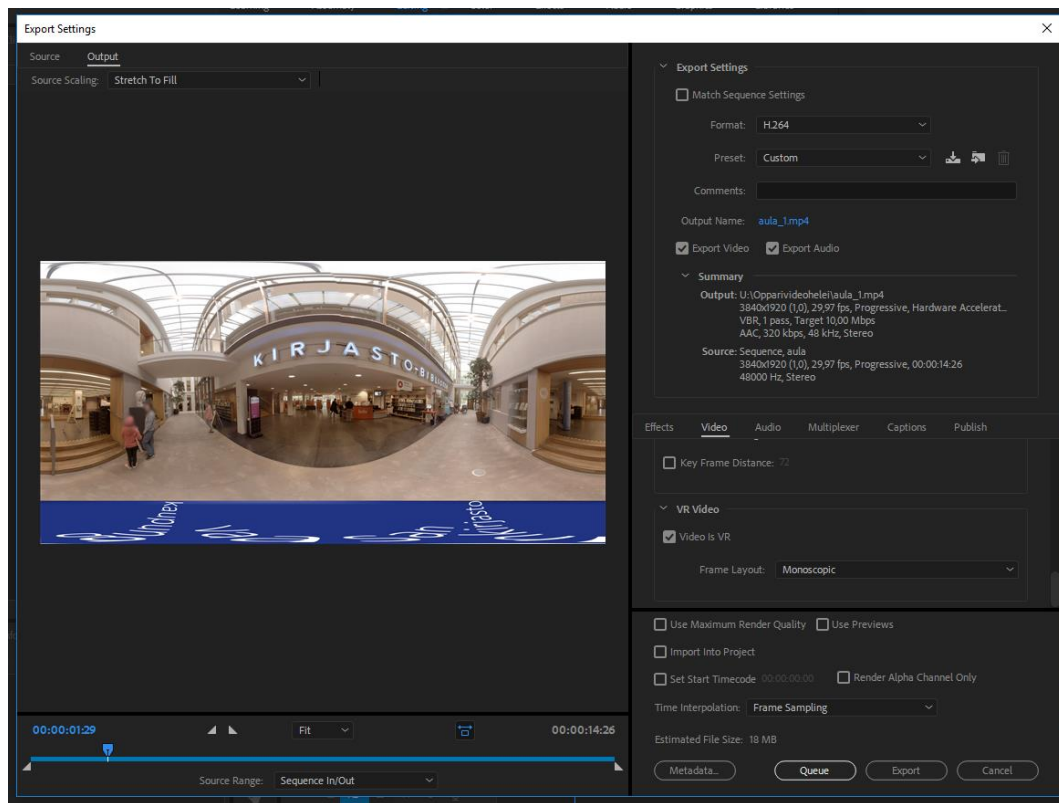 Export Settings
Source Output
Source Scaling: Stretch To Fill
KIRJASTO-BIBLIOTEK
00:00:01:29 Fit 00:00:14:26
Source Range: Sequence In/Out
Export Settings
Match Sequence Settings
Format: H.264
Preset: Custom
Comments:
Output Name: aula_1.mp4
Export Video Export Audio
Summary
Output: U:\Opparivideohelei\aula_1.mp4
3840x1920 (1,0), 29,97 fps, Progressive, Hardware Accelerat...
VBR, 1 pass, Target 10,00 Mbps
AAC, 320 kbps, 48 kHz, Stereo
Source: Sequence, aula
3840x1920 (1,0), 29,97 fps, Progressive, 00:00:14:26
48000 Hz, Stereo
Effects Video Audio Multiplexer Captions Publish
Key Frame Distance: 72
VR Video
Video Is VR
Frame Layout: Monoscopic
Use Maximum Render Quality Use Previews
Import Into Project
Set Start Timecode 00:00:00:00 Render Alpha Channel Only
Time Interpolation: Frame Sampling
Estimated File Size: 18 MB
Metadata... Queue Export Cancel